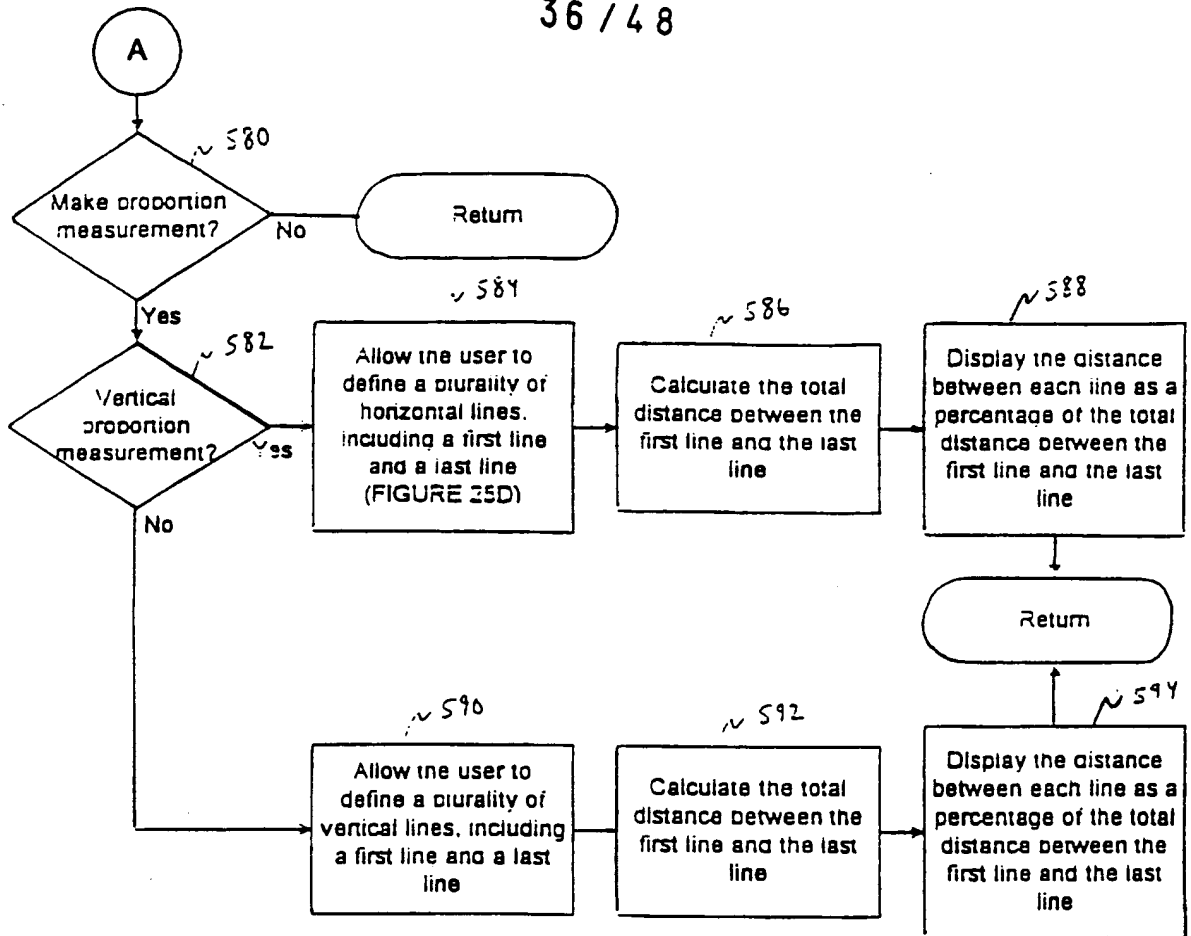 36/48
A
~ 580
Make proportion
measurement?
No
Return
Yes
~ 582
Vertical
proportion
measurement?
Yes
No
~ 584
Allow the user to
define a plurality of
horizontal lines,
including a first line
and a last line
(FIGURE 25D)
~ 586
Calculate the total
distance between the
first line and the last
line
~ 588
Display the distance
between each line as a
percentage of the total
distance between the
first line and the last
line
Return
~ 590
Allow the user to
define a plurality of
vertical lines, including
a first line and a last
line
~ 592
Calculate the total
distance between the
first line and the last
line
~ 594
Display the distance
between each line as a
percentage of the total
distance between the
first line and the last
line